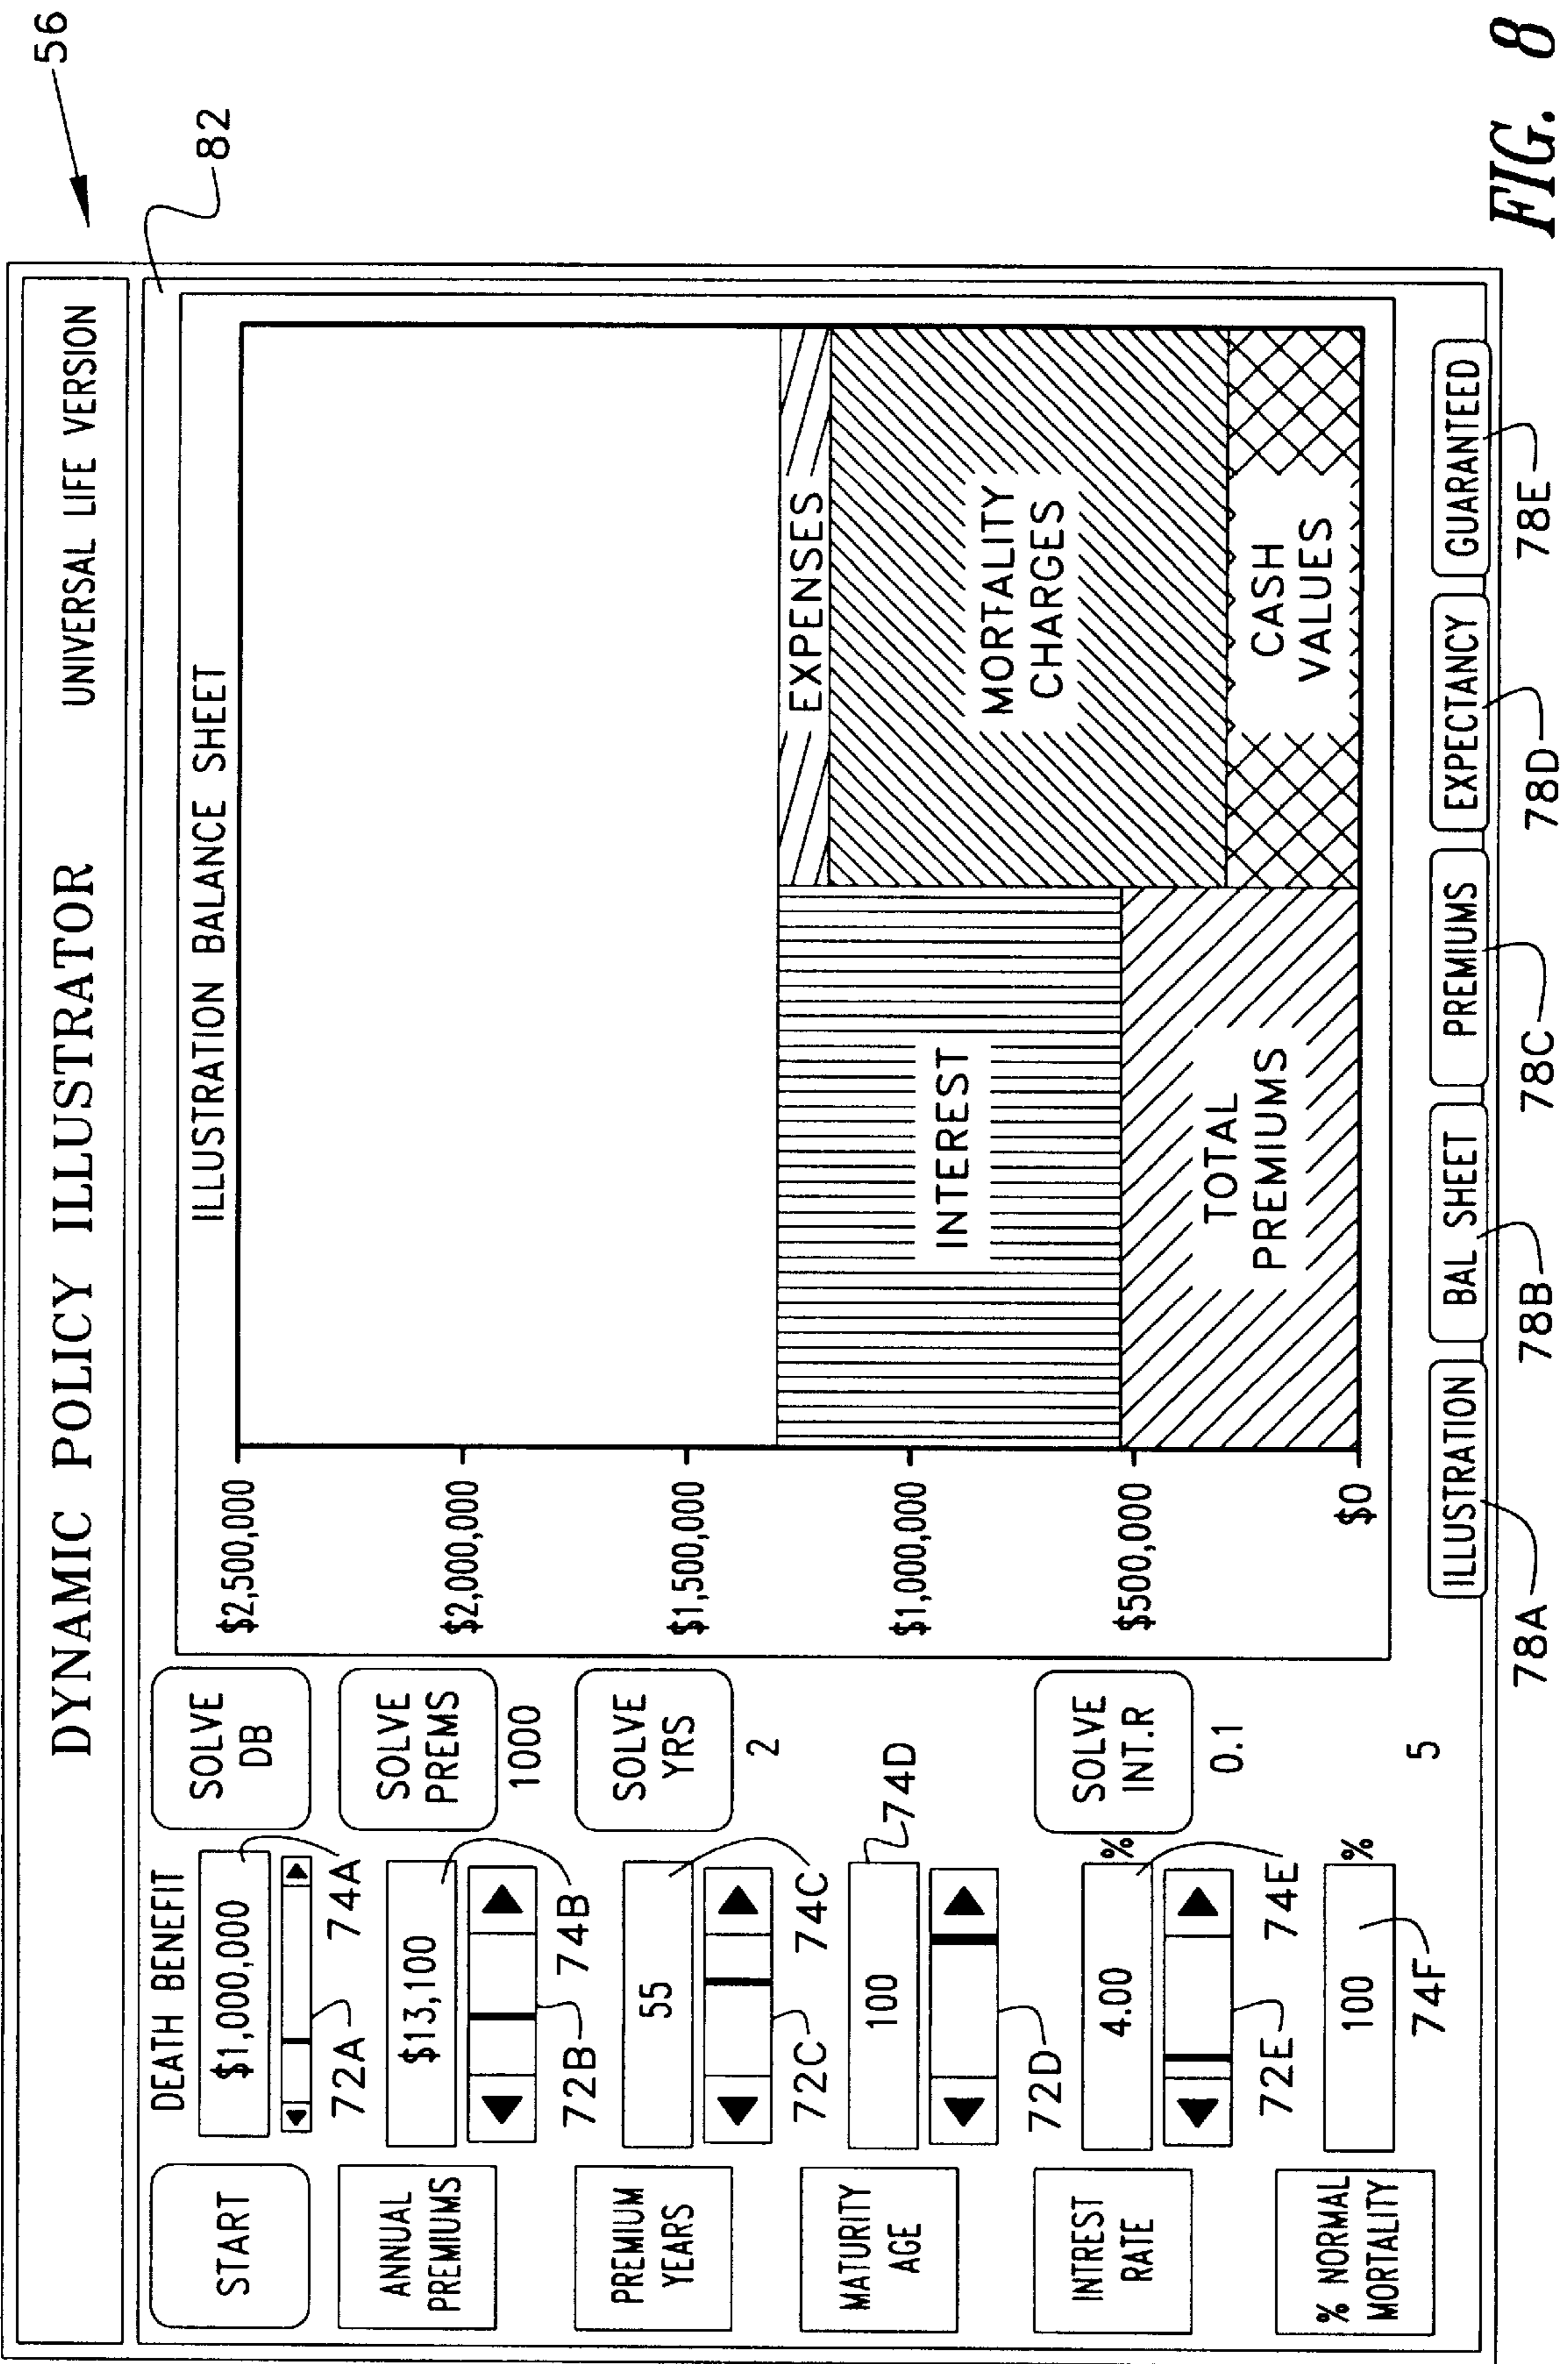 56
DYNAMIC POLICY ILLUSTRATOR
UNIVERSAL LIFE VERSION
82
START
DEATH BENEFIT
$1,000,000
72A
74A
SOLVE
DB
ANNUAL
PREMIUMS
$13,100
72B
74B
SOLVE
PREMS
1000
PREMIUM
YEARS
55
72C
74C
SOLVE
YRS
2
MATURITY
AGE
100
72D
74D
INTREST
RATE
4.00
%
72E
74E
SOLVE
INT.R
0.1
% NORMAL
MORTALITY
100
%
74F
5
ILLUSTRATION BALANCE SHEET
$2,500,000
$2,000,000
$1,500,000
$1,000,000
$500,000
$0
INTEREST
TOTAL
PREMIUMS
EXPENSES
MORTALITY
CHARGES
CASH
VALUES
ILLUSTRATION
BAL SHEET
PREMIUMS
EXPECTANCY
GUARANTEED
78A
78B
78C
78D
78E
FIG. 8